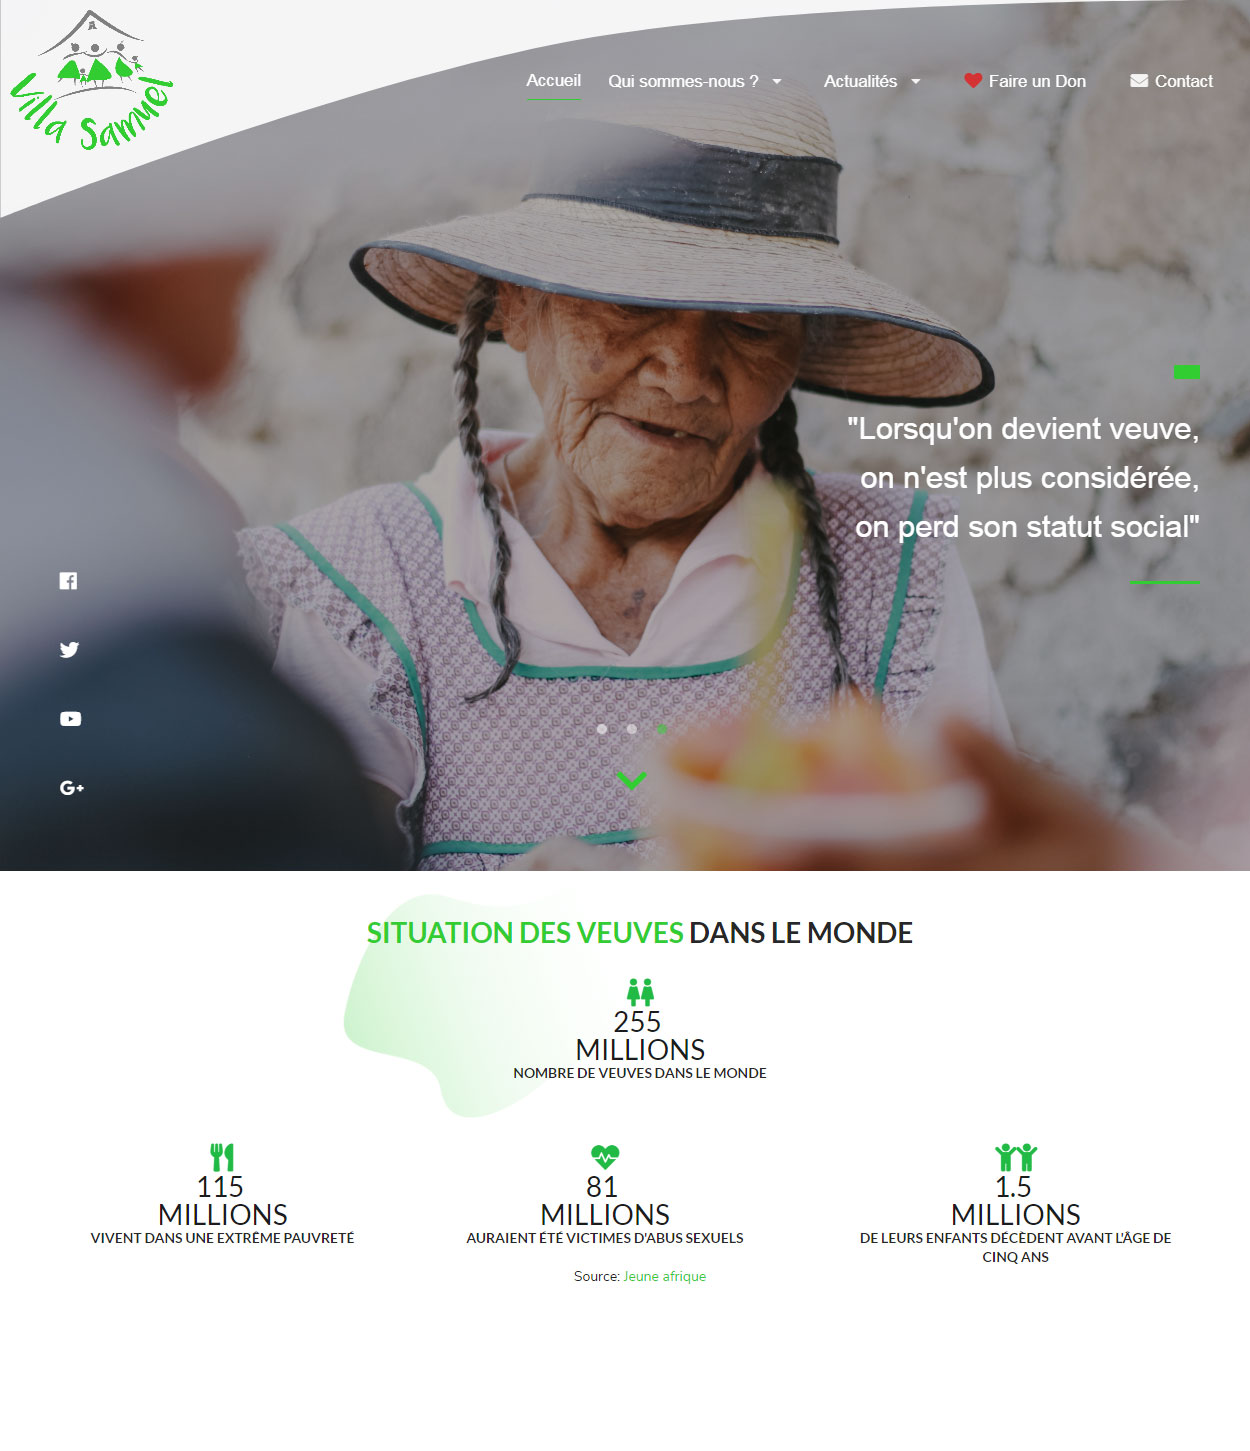 Villa Samuel
Accueil
Qui sommes-nous ?
Actualités
Faire un Don
Contact
"Lorsqu'on devient veuve,
on n'est plus considérée,
on perd son statut social"
SITUATION DES VEUVES DANS LE MONDE
255
MILLIONS
NOMBRE DE VEUVES DANS LE MONDE
115
MILLIONS
VIVENT DANS UNE EXTRÊME PAUVRETÉ
81
MILLIONS
AURAIENT ÉTÉ VICTIMES D'ABUS SEXUELS
1.5
MILLIONS
DE LEURS ENFANTS DÉCÈDENT AVANT L'ÂGE DE
CINQ ANS
Source: Jeune afrique